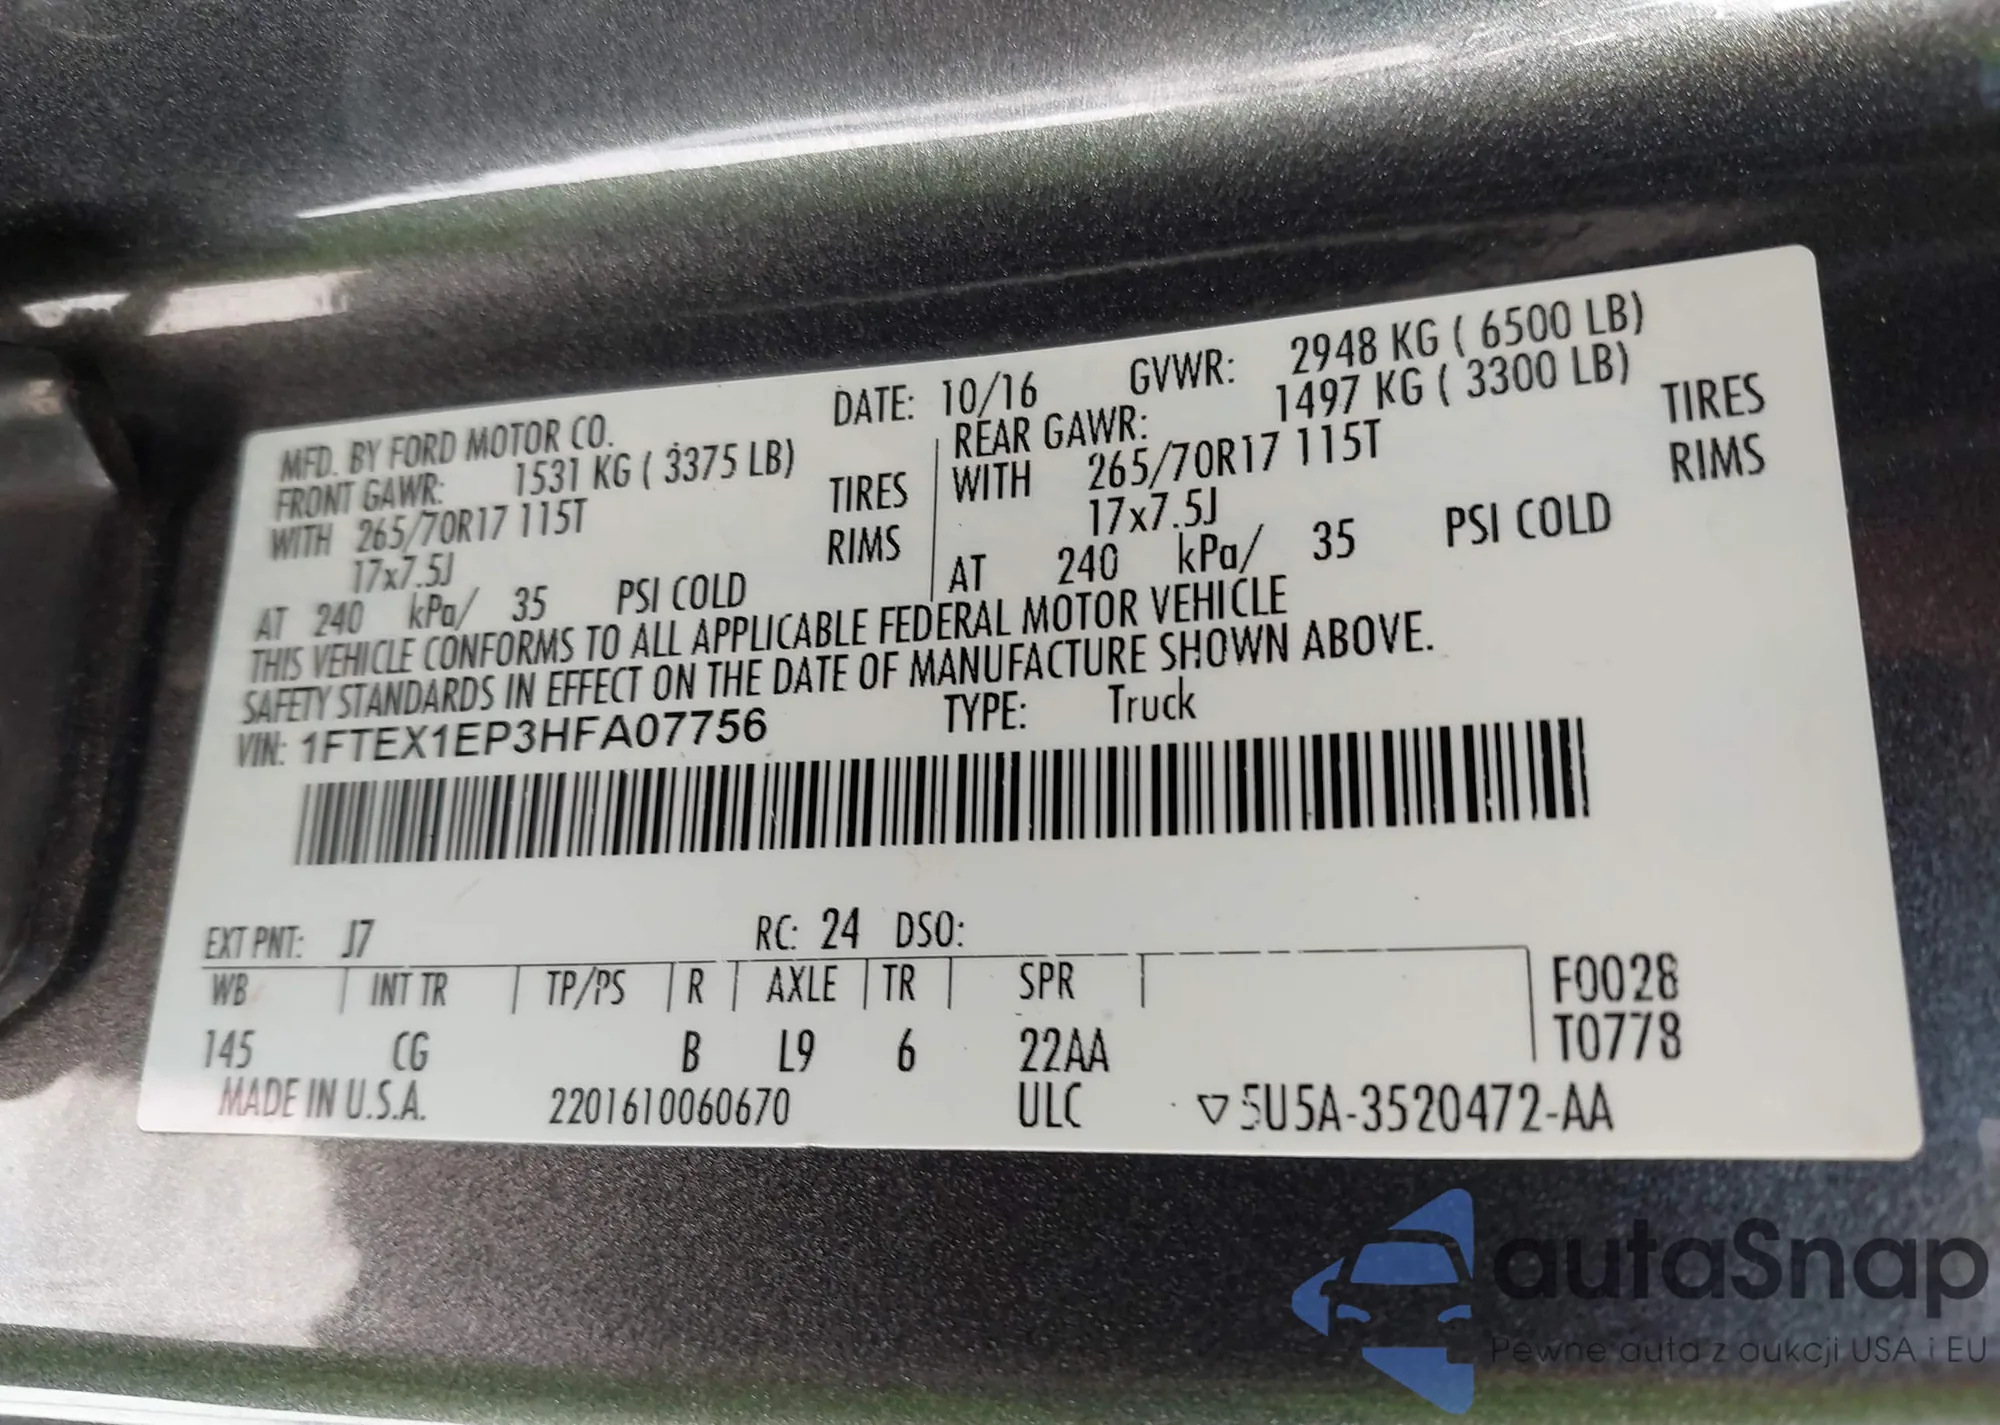 MFD. BY FORD MOTOR CO. DATE: 10/16 GVWR: 2948 KG ( 6500 LB)
FRONT GAWR: 1531 KG ( 3375 LB) REAR GAWR: 1497 KG ( 3300 LB)
WITH 265/70R17 115T TIRES WITH 265/70R17 115T TIRES
17x7.5J RIMS 17x7.5J RIMS
AT 240 kPa/ 35 PSI COLD AT 240 kPa/ 35 PSI COLD
THIS VEHICLE CONFORMS TO ALL APPLICABLE FEDERAL MOTOR VEHICLE
SAFETY STANDARDS IN EFFECT ON THE DATE OF MANUFACTURE SHOWN ABOVE.
VIN: 1FTEX1EP3HFA07756 TYPE: Truck
EXT PNT: J7 RC: 24 DSO:
WB INT TR TP/PS R AXLE TR SPR F0028
145 CG B L9 6 22AA T0778
MADE IN U.S.A. 2201610060670 ULC ▽5U5A-3520472-AA
autaSnap
Pewne auta z aukcji USA i EU